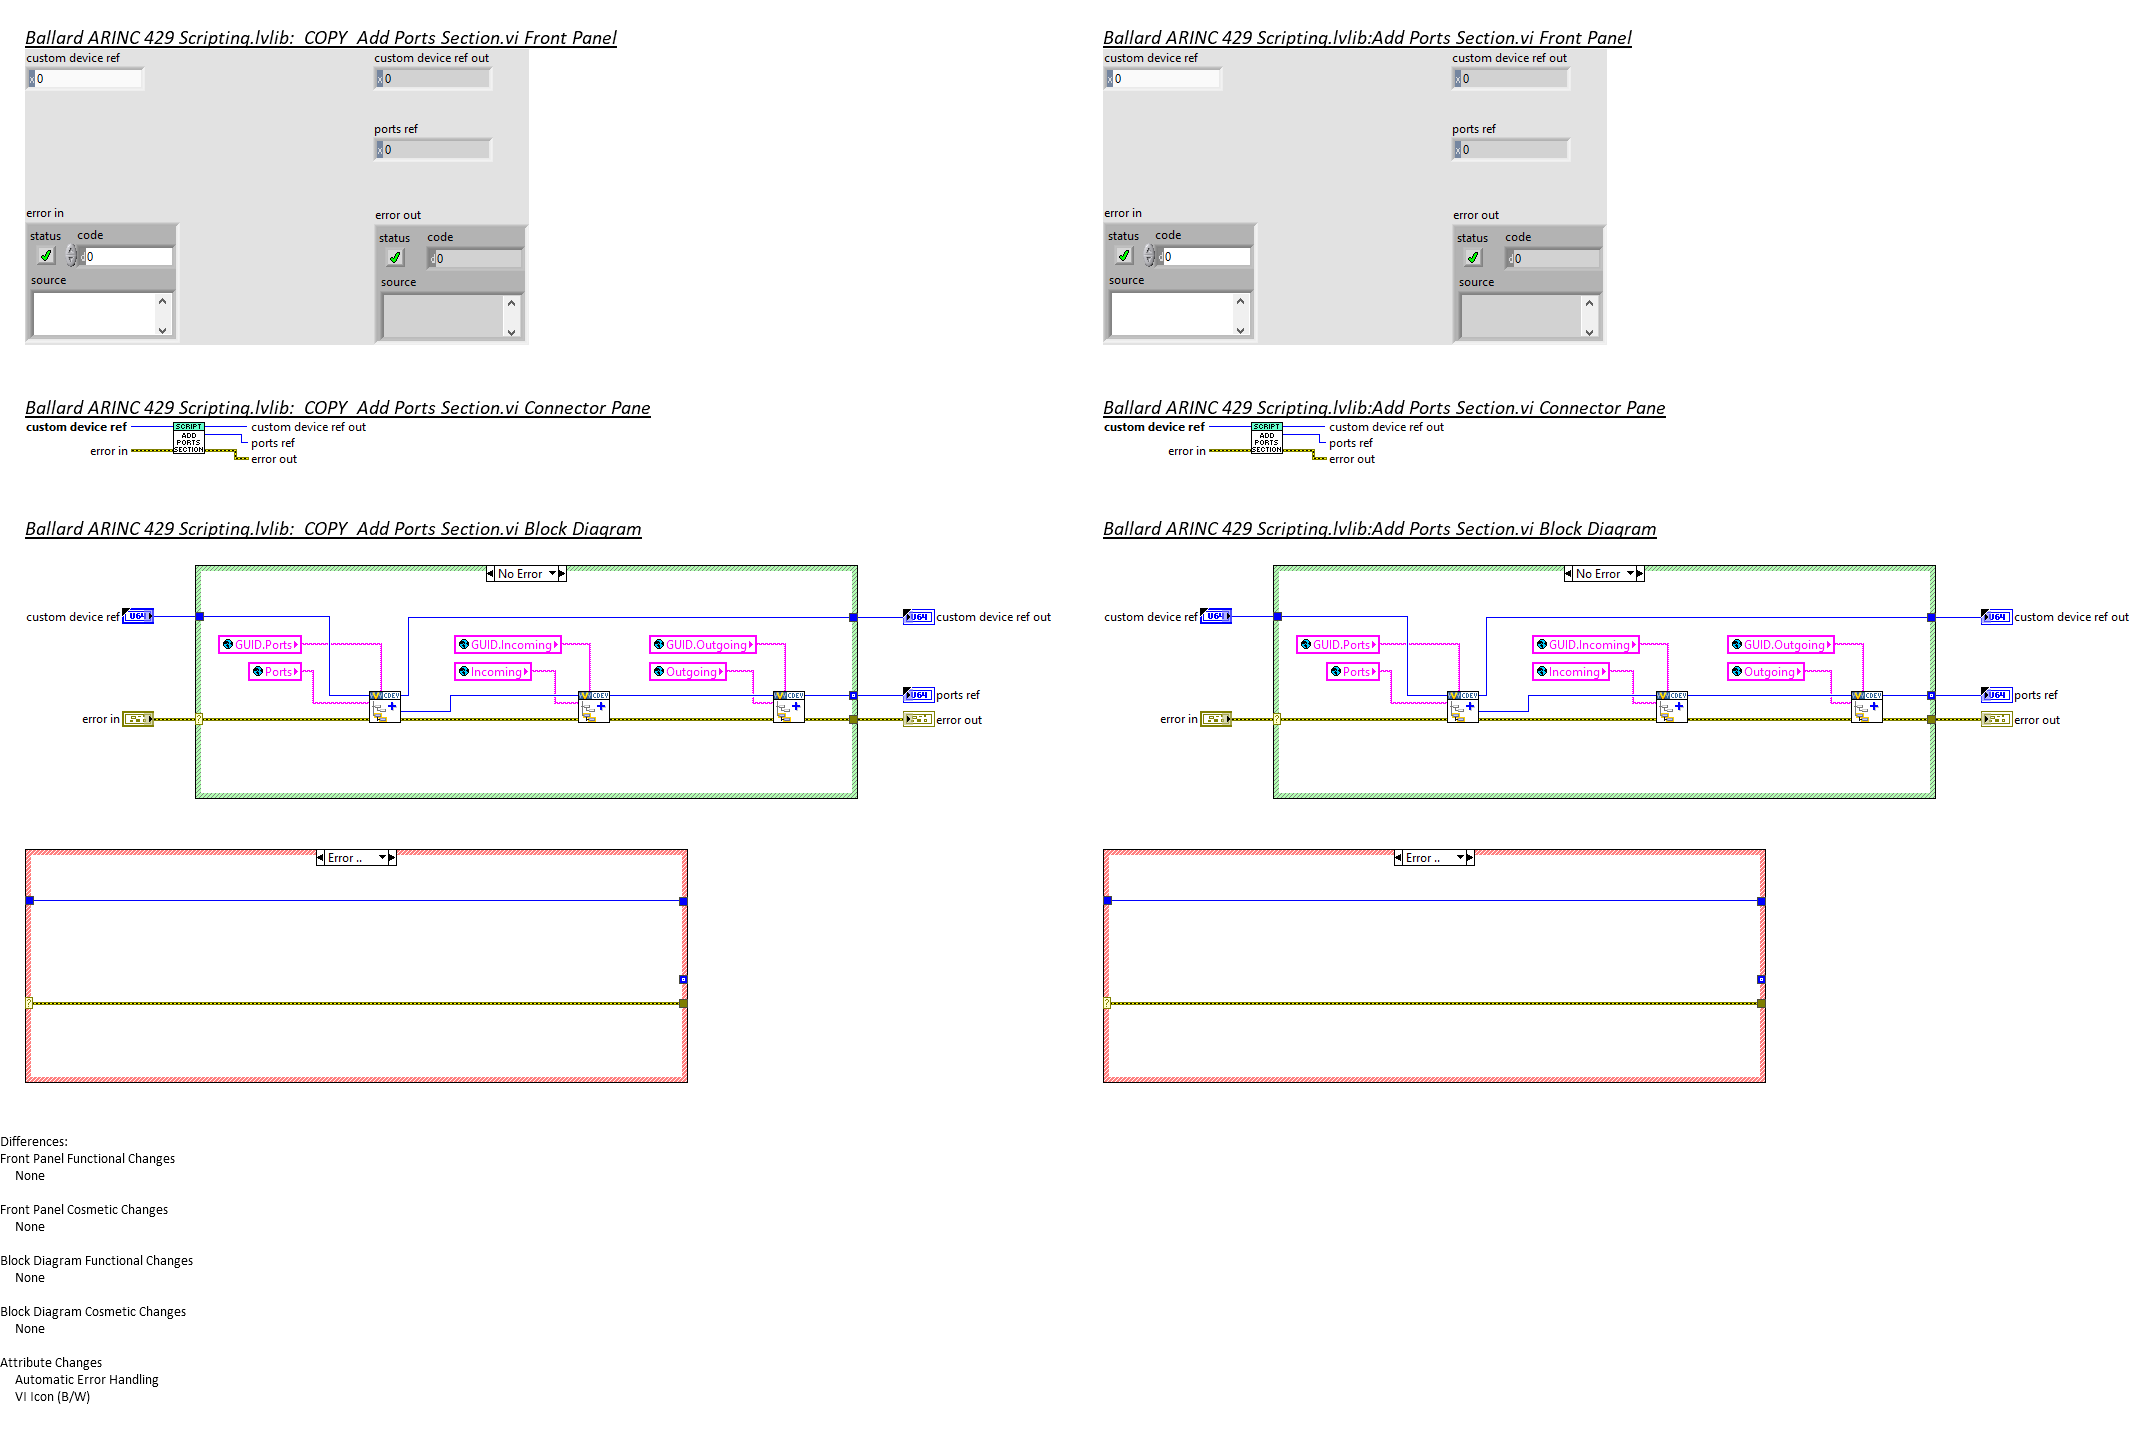 Ballard ARINC 429 Scripting.lvlib:  COPY  Add Ports Section.vi Front Panel
custom device ref
custom device ref out
x 0
x 0
ports ref
x 0
error in
error out
status
code
status
code
d 0
d 0
source
source
Ballard ARINC 429 Scripting.lvlib:Add Ports Section.vi Front Panel
custom device ref
custom device ref out
x 0
x 0
ports ref
x 0
error in
error out
status
code
status
code
d 0
d 0
source
source
Ballard ARINC 429 Scripting.lvlib:  COPY  Add Ports Section.vi Connector Pane
custom device ref
SCRIPT
ADD
PORTS
SECTION
custom device ref out
ports ref
error in
error out
Ballard ARINC 429 Scripting.lvlib:Add Ports Section.vi Connector Pane
custom device ref
SCRIPT
ADD
PORTS
SECTION
custom device ref out
ports ref
error in
error out
Ballard ARINC 429 Scripting.lvlib:  COPY  Add Ports Section.vi Block Diagram
No Error
custom device ref
U64
U64
custom device ref out
GUID.Ports
GUID.Incoming
GUID.Outgoing
Ports
Incoming
Outgoing
CDEV
CDEV
CDEV
U64
ports ref
error in
?
error out
Error ..
?
Ballard ARINC 429 Scripting.lvlib:Add Ports Section.vi Block Diagram
No Error
custom device ref
U64
U64
custom device ref out
GUID.Ports
GUID.Incoming
GUID.Outgoing
Ports
Incoming
Outgoing
CDEV
CDEV
CDEV
U64
ports ref
error in
?
error out
Error ..
?
Differences:
Front Panel Functional Changes
None
Front Panel Cosmetic Changes
None
Block Diagram Functional Changes
None
Block Diagram Cosmetic Changes
None
Attribute Changes
Automatic Error Handling
VI Icon (B/W)